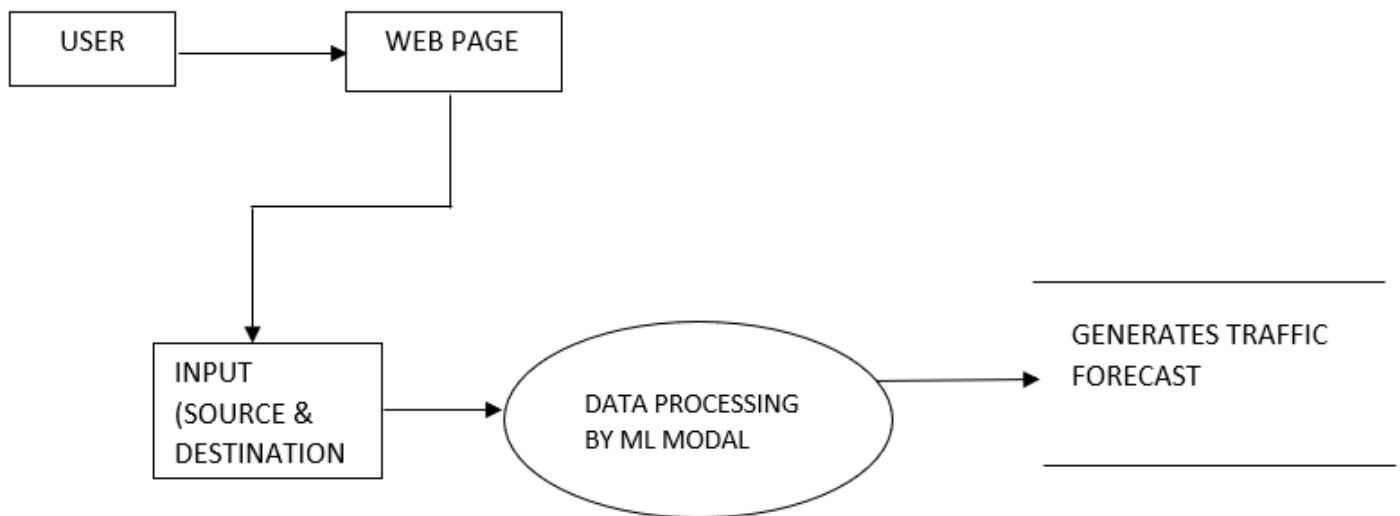 USER
WEB PAGE
INPUT
(SOURCE &
DESTINATION
DATA PROCESSING
BY ML MODAL
GENERATES TRAFFIC
FORECAST